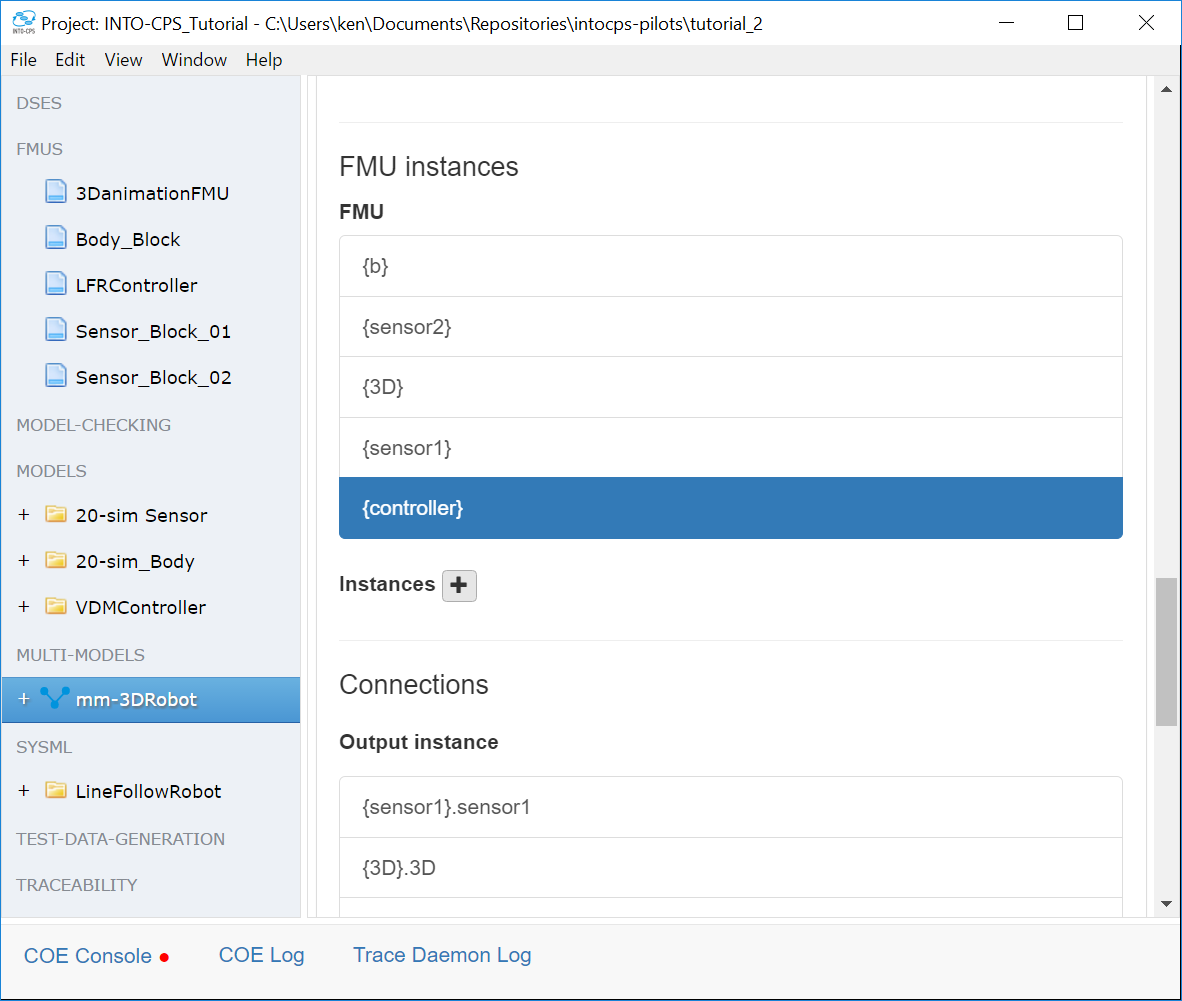 INTO-CPS
Project: INTO-CPS_Tutorial - C:\Users\ken\Documents\Repositories\intocps-pilots\tutorial_2
File Edit View Window Help
DSES
FMUS
3DanimationFMU
Body_Block
LFRController
Sensor_Block_01
Sensor_Block_02
MODEL-CHECKING
MODELS
+ 20-sim Sensor
+ 20-sim_Body
+ VDMController
MULTI-MODELS
+ mm-3DRobot
SYSML
+ LineFollowRobot
TEST-DATA-GENERATION
TRACEABILITY
FMU instances
FMU
{b}
{sensor2}
{3D}
{sensor1}
{controller}
Instances
Connections
Output instance
{sensor1}.sensor1
{3D}.3D
COE Console COE Log Trace Daemon Log